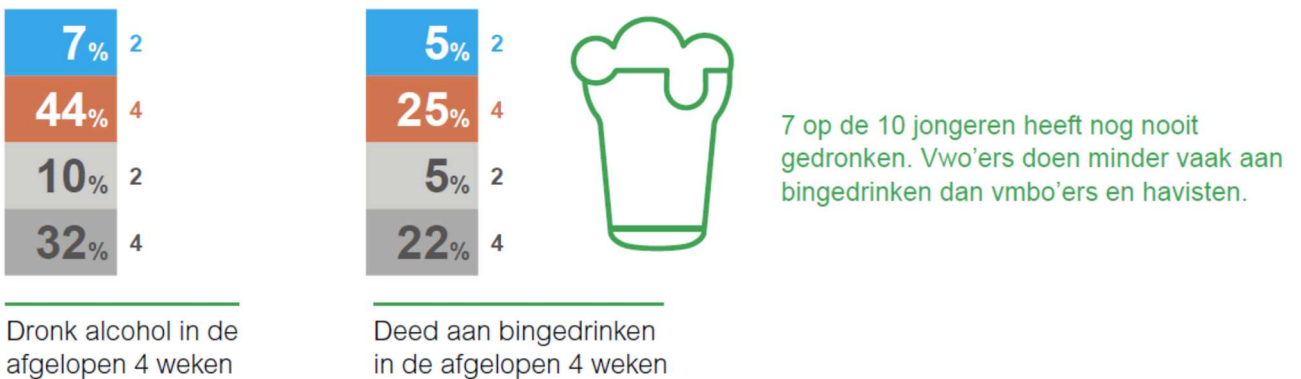 7% 2
44% 4
10% 2
32% 4
Dronk alcohol in de
afgelopen 4 weken
5% 2
25% 4
5% 2
22% 4
Deed aan bingedrinken
in de afgelopen 4 weken
7 op de 10 jongeren heeft nog nooit
gedronken. Vwo’ers doen minder vaak aan
bingedrinken dan vmbo’ers en havisten.